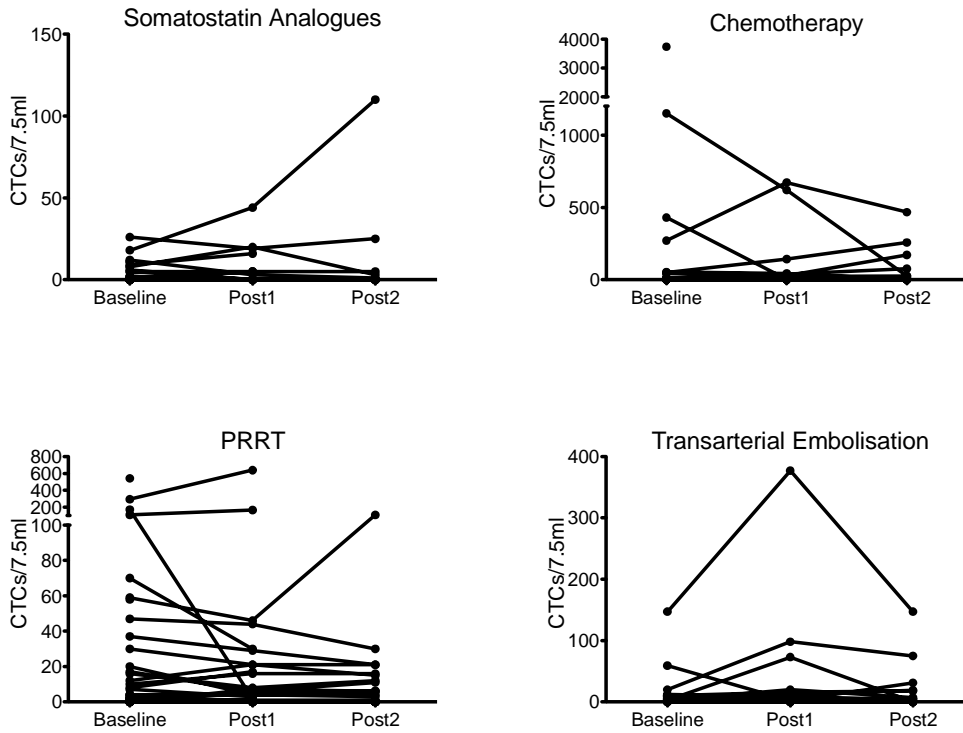 Somatostatin Analogues
150
100
50
0
CTCs/7.5ml
Baseline Post1 Post2
Chemotherapy
4000
3000
2000
1000
500
0
CTCs/7.5ml
Baseline Post1 Post2
PRRT
800
600
400
200
100
80
60
40
20
0
CTCs/7.5ml
Baseline Post1 Post2
Transarterial Embolisation
400
300
200
100
0
CTCs/7.5ml
Baseline Post1 Post2